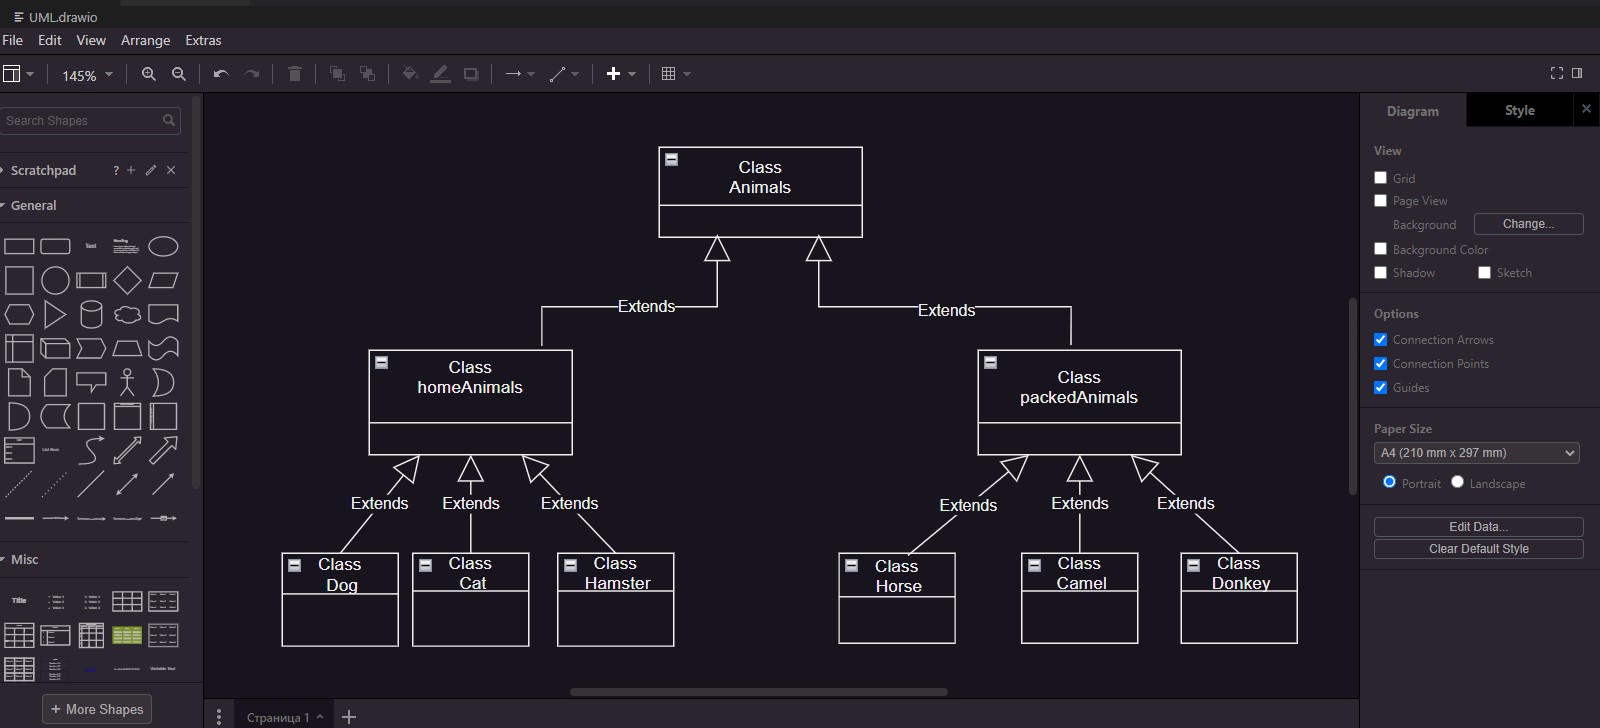 UML.drawio
File Edit View Arrange Extras
145%
Search Shapes
Scratchpad ?
General
Text
Heading
Misc
Title
More Shapes
Class
Animals
Extends
Extends
Class
homeAnimals
Class
packedAnimals
Extends
Extends
Extends
Extends
Extends
Extends
Class
Dog
Class
Cat
Class
Hamster
Class
Horse
Class
Camel
Class
Donkey
Страница 1
Diagram Style
View
Grid
Page View
Background Change...
Background Color
Shadow Sketch
Options
Connection Arrows
Connection Points
Guides
Paper Size
A4 (210 mm x 297 mm)
Portrait Landscape
Edit Data...
Clear Default Style